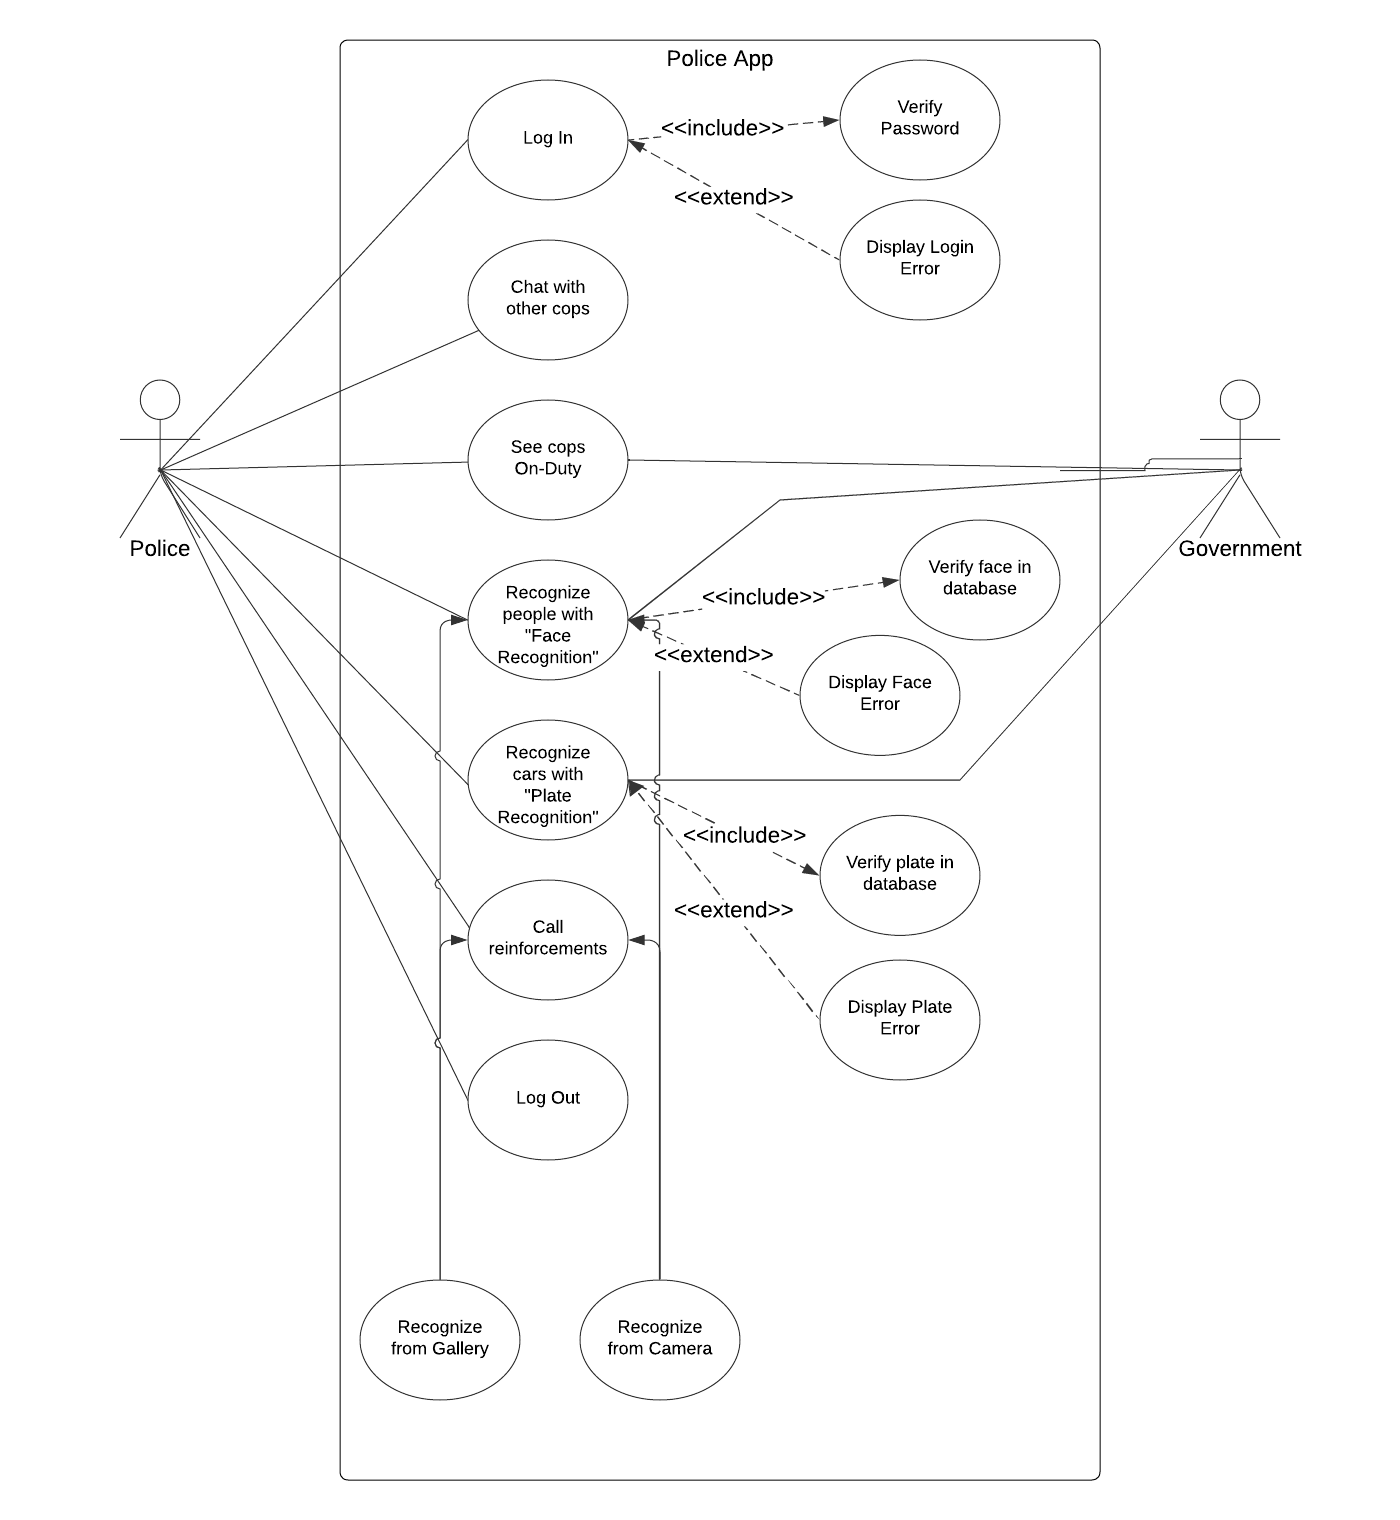 Police App
Log In
<<include>>
Verify
Password
<<extend>>
Display Login
Error
Chat with
other cops
See cops
On-Duty
Police
Government
Recognize
people with
"Face
Recognition"
<<include>>
Verify face in
database
<<extend>>
Display Face
Error
Recognize
cars with
"Plate
Recognition"
<<include>>
Verify plate in
database
<<extend>>
Display Plate
Error
Call
reinforcements
Log Out
Recognize
from Gallery
Recognize
from Camera